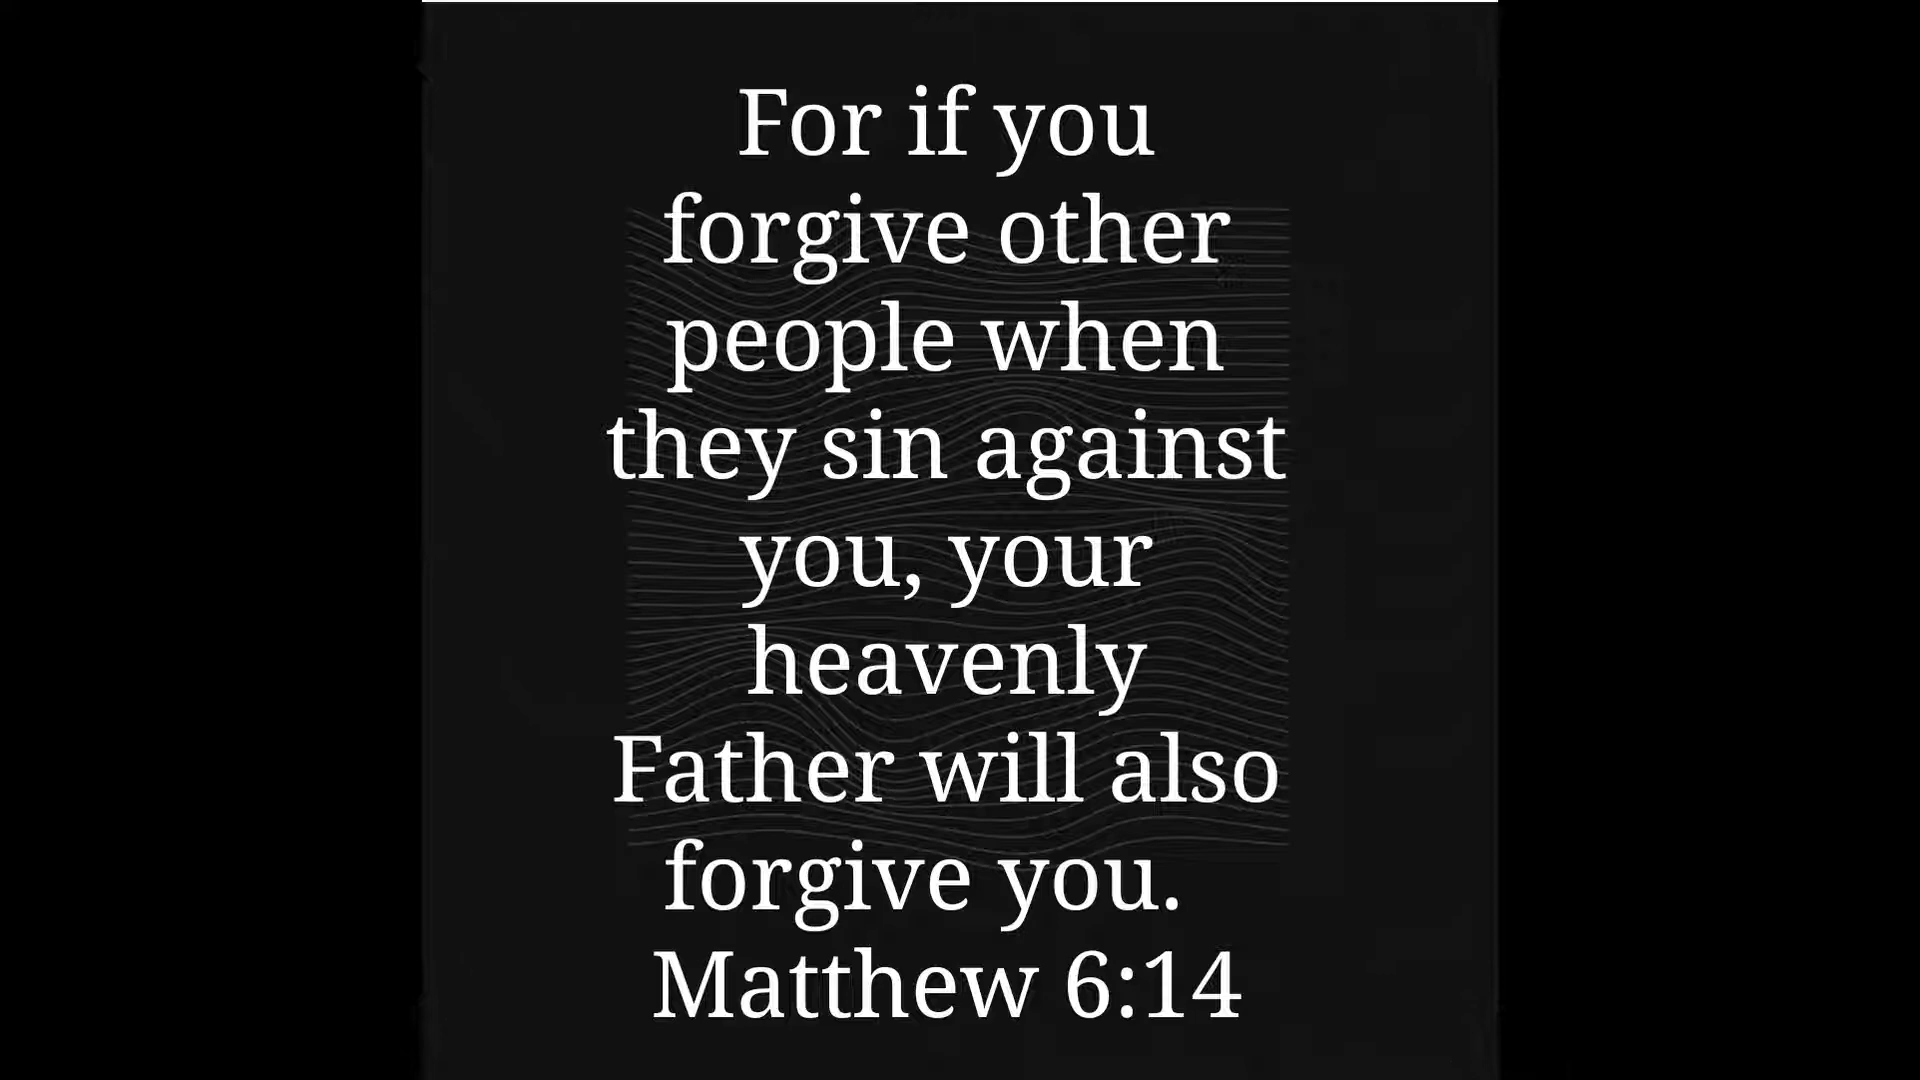 For if you
forgive other
people when
they sin against
you, your
heavenly
Father will also
forgive you.
Matthew 6:14